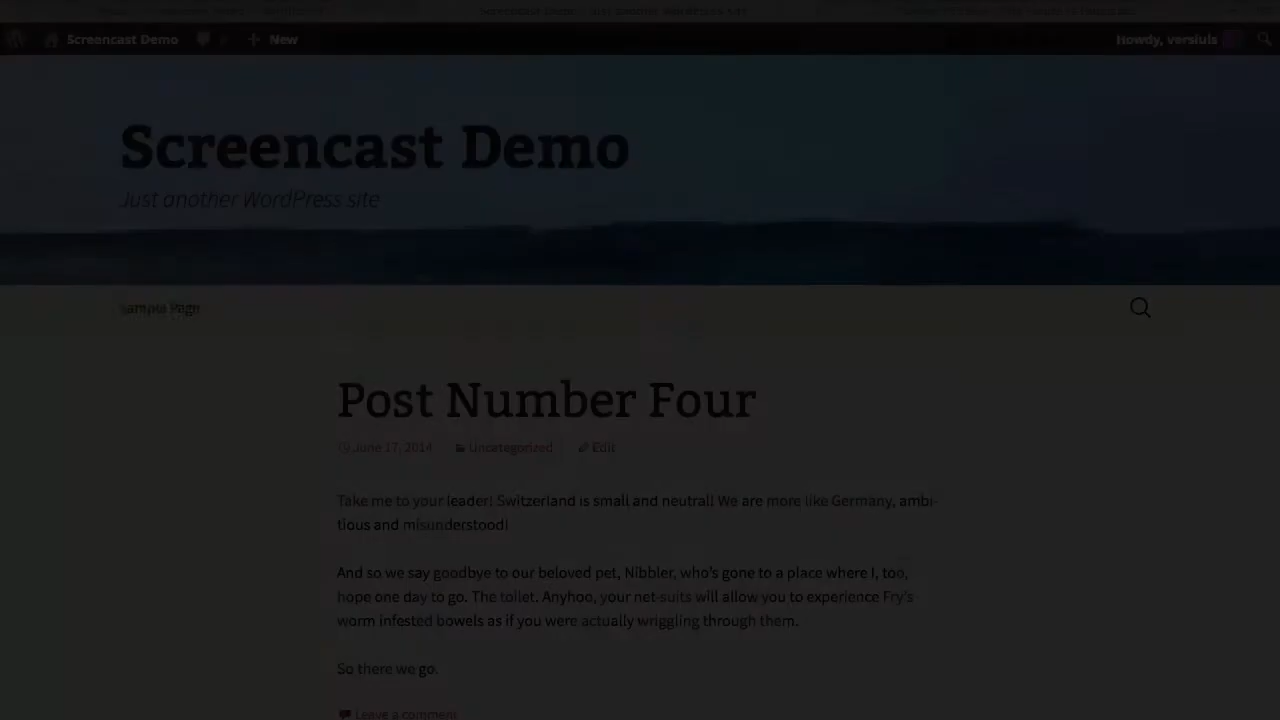 Screencast Demo
New
Howdy, versluis
Screencast Demo
Just another WordPress site
Sample Page
Post Number Four
June 17, 2014 Uncategorized Edit
Take me to your leader! Switzerland is small and neutral! We are more like Germany, ambi-
tious and misunderstood!
And so we say goodbye to our beloved pet, Nibbler, who's gone to a place where I, too,
hope one day to go. The toilet. Anyhoo, your net-suits will allow you to experience Fry's
worm infested bowels as if you were actually wriggling through them.
So there we go.
Leave a comment